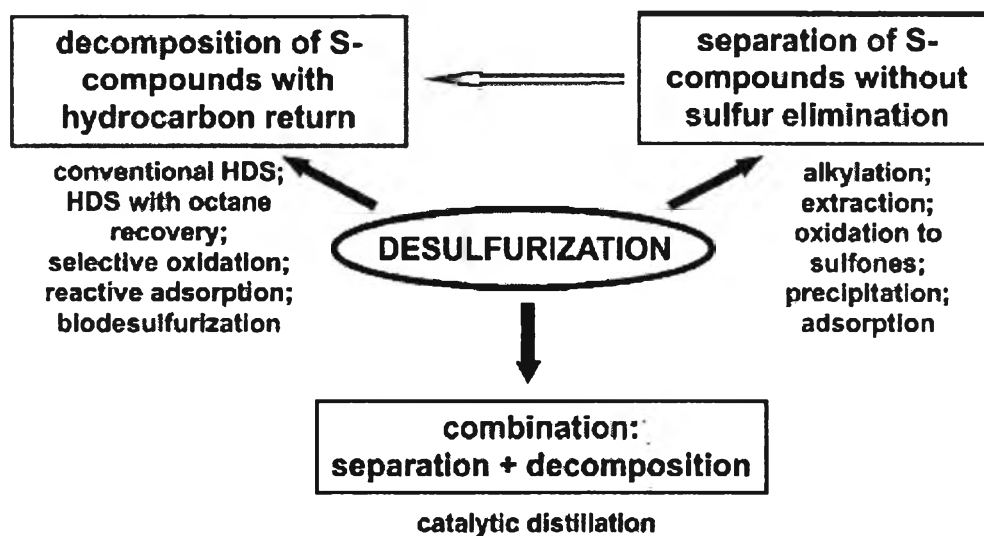 decomposition of S-
compounds with
hydrocarbon return
conventional HDS;
HDS with octane
recovery;
selective oxidation;
reactive adsorption;
biodesulfurization
separation of S-
compounds without
sulfur elimination
alkylation;
extraction;
oxidation to
sulfones;
precipitation;
adsorption
DESULFURIZATION
combination:
separation + decomposition
catalytic distillation